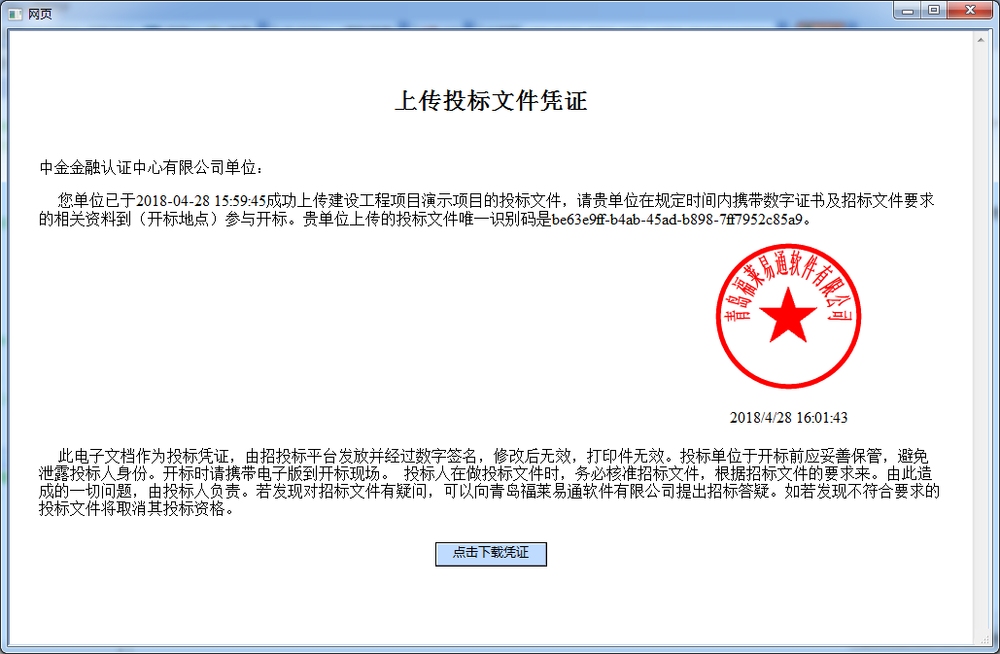 网页
上传投标文件凭证
中金金融认证中心有限公司单位：
您单位已于2018-04-28 15:59:45成功上传建设工程项目演示项目的投标文件，请贵单位在规定时间内携带数字证书及招标文件要求
的相关资料到（开标地点）参与开标。贵单位上传的投标文件唯一识别码是be63e9ff-b4ab-45ad-b898-7ff7952c85a9。
青岛福莱易通软件有限公司
2018/4/28 16:01:43
此电子文档作为投标凭证，由招投标平台发放并经过数字签名，修改后无效，打印件无效。投标单位于开标前应妥善保管，避免
泄露投标人身份。开标时请携带电子版到开标现场。 投标人在做投标文件时，务必核准招标文件，根据招标文件的要求来。由此造
成的一切问题，由投标人负责。若发现对招标文件有疑问，可以向青岛福莱易通软件有限公司提出招标答疑。如若发现不符合要求的
投标文件将取消其投标资格。
点击下载凭证